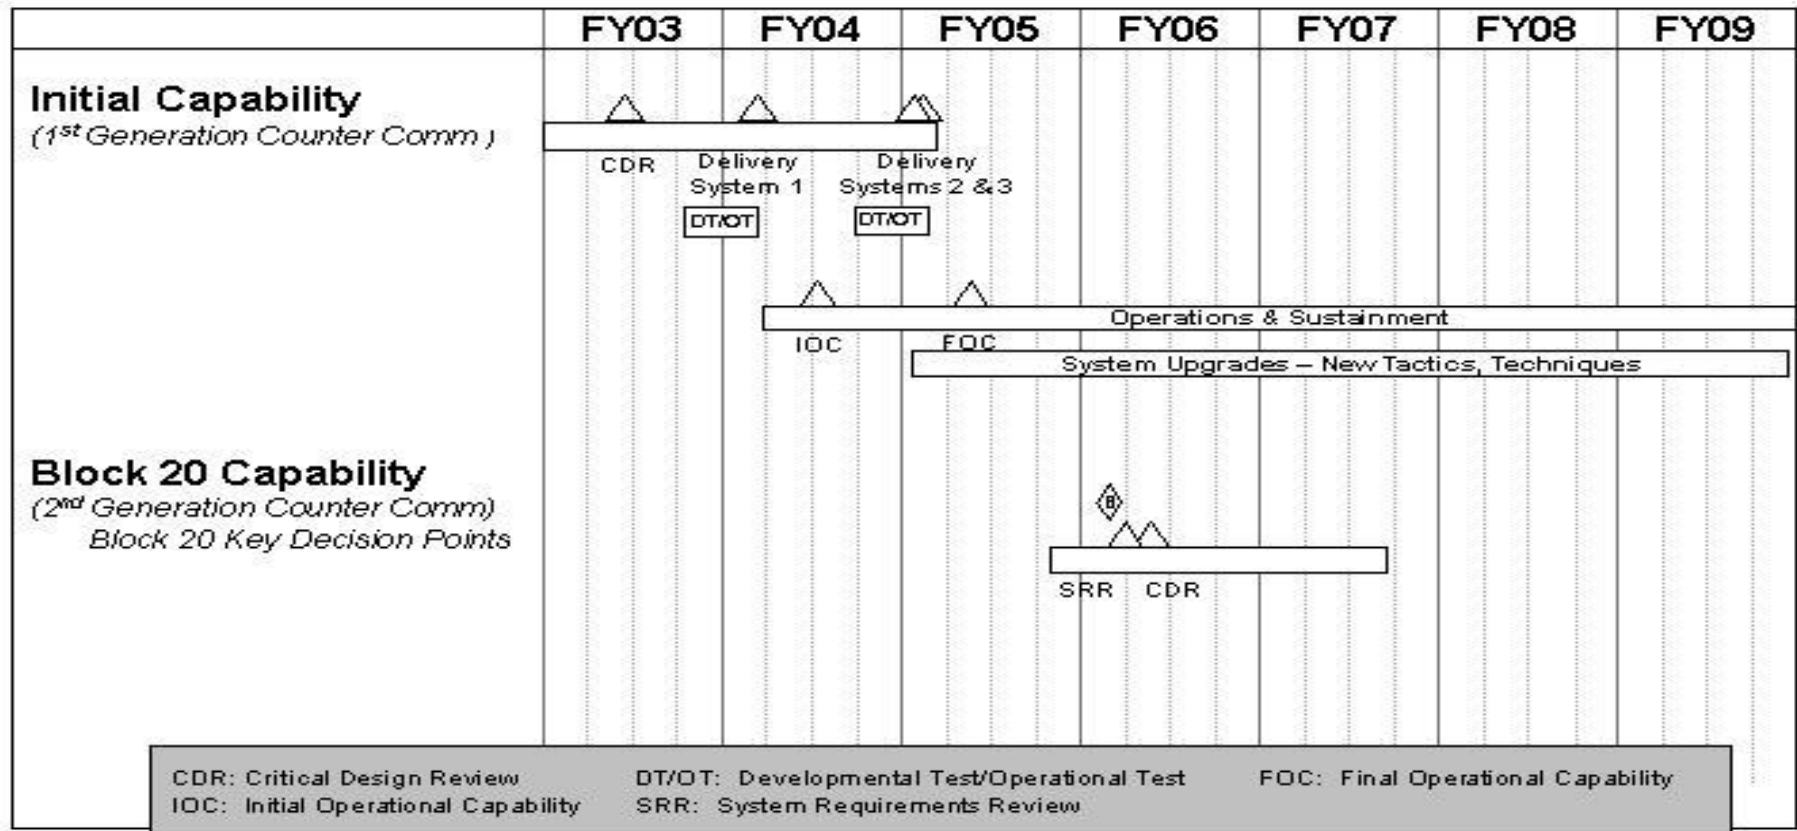 FY03 FY04 FY05 FY06 FY07 FY08 FY09
Initial Capability
(1st Generation Counter Comm )
CDR
Delivery
System 1
Delivery
Systems 2 & 3
DT/OT
DT/OT
Operations & Sustainment
IOC
FOC
System Upgrades – New Tactics, Techniques
Block 20 Capability
(2nd Generation Counter Comm)
Block 20 Key Decision Points
B
SRR
CDR
CDR: Critical Design Review DT/OT: Developmental Test/Operational Test FOC: Final Operational Capability
IOC: Initial Operational Capability SRR: System Requirements Review